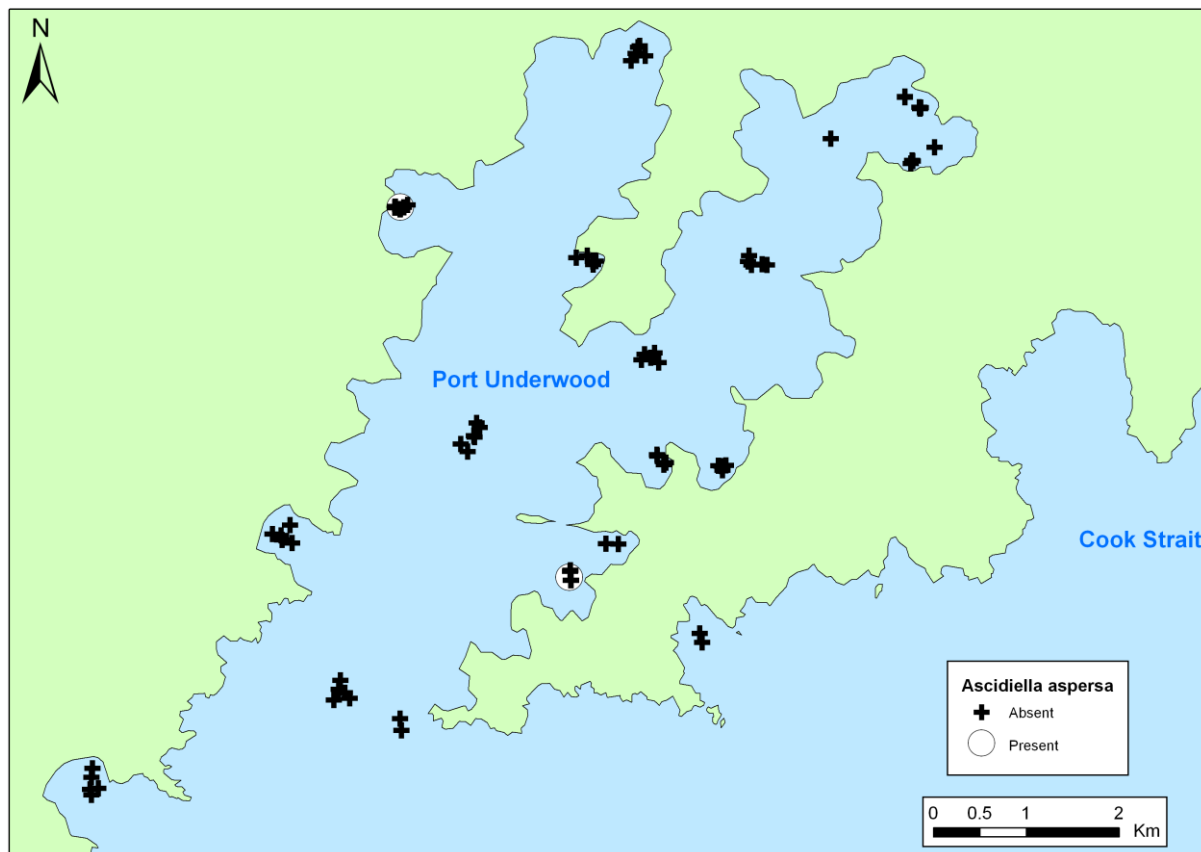 N
Port Underwood
Cook Strait
Ascidiella aspersa
Absent
Present
0 0.5 1 2
Km